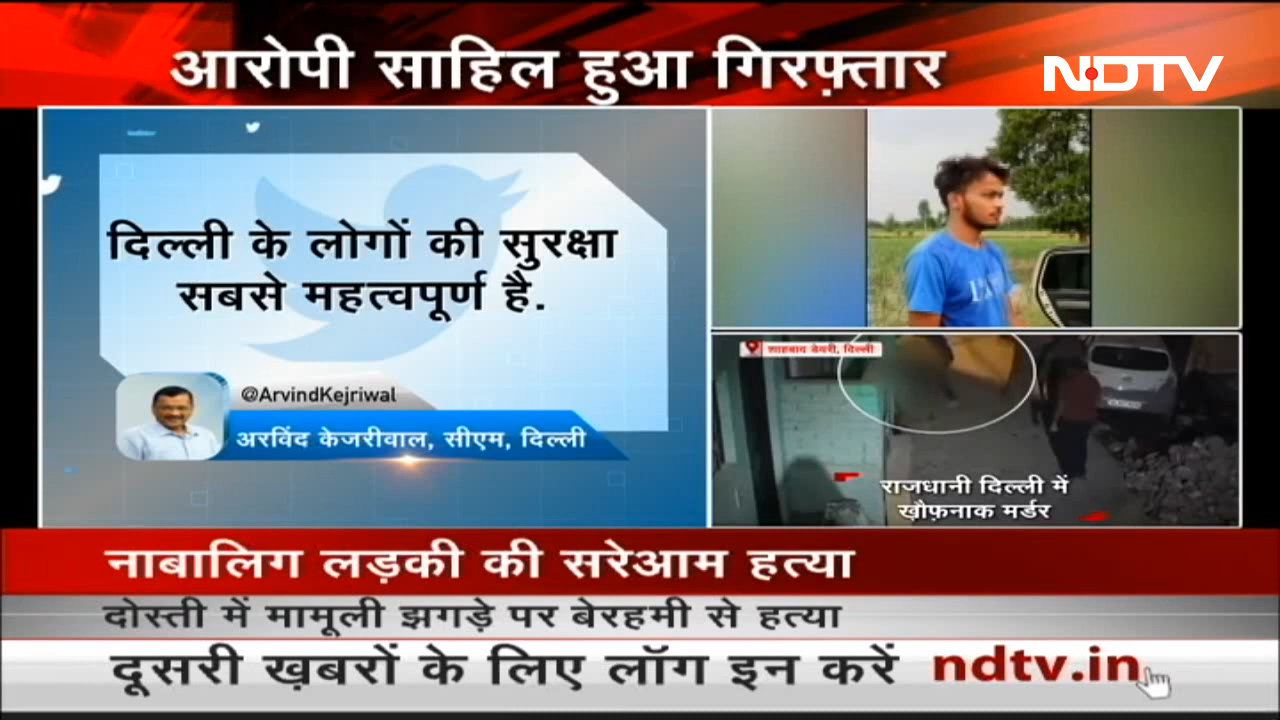 आरोपी साहिल हुआ गिरफ़्तार
NDTV
दिल्ली के लोगों की सुरक्षा
सबसे महत्वपूर्ण है.
@ArvindKejriwal
अरविंद केजरीवाल, सीएम, दिल्ली
शाहबाद डेयरी, दिल्ली
राजधानी दिल्ली में
ख़ौफ़नाक मर्डर
नाबालिग लड़की की सरेआम हत्या
दोस्ती में मामूली झगड़े पर बेरहमी से हत्या
दूसरी ख़बरों के लिए लॉग इन करें ndtv.in